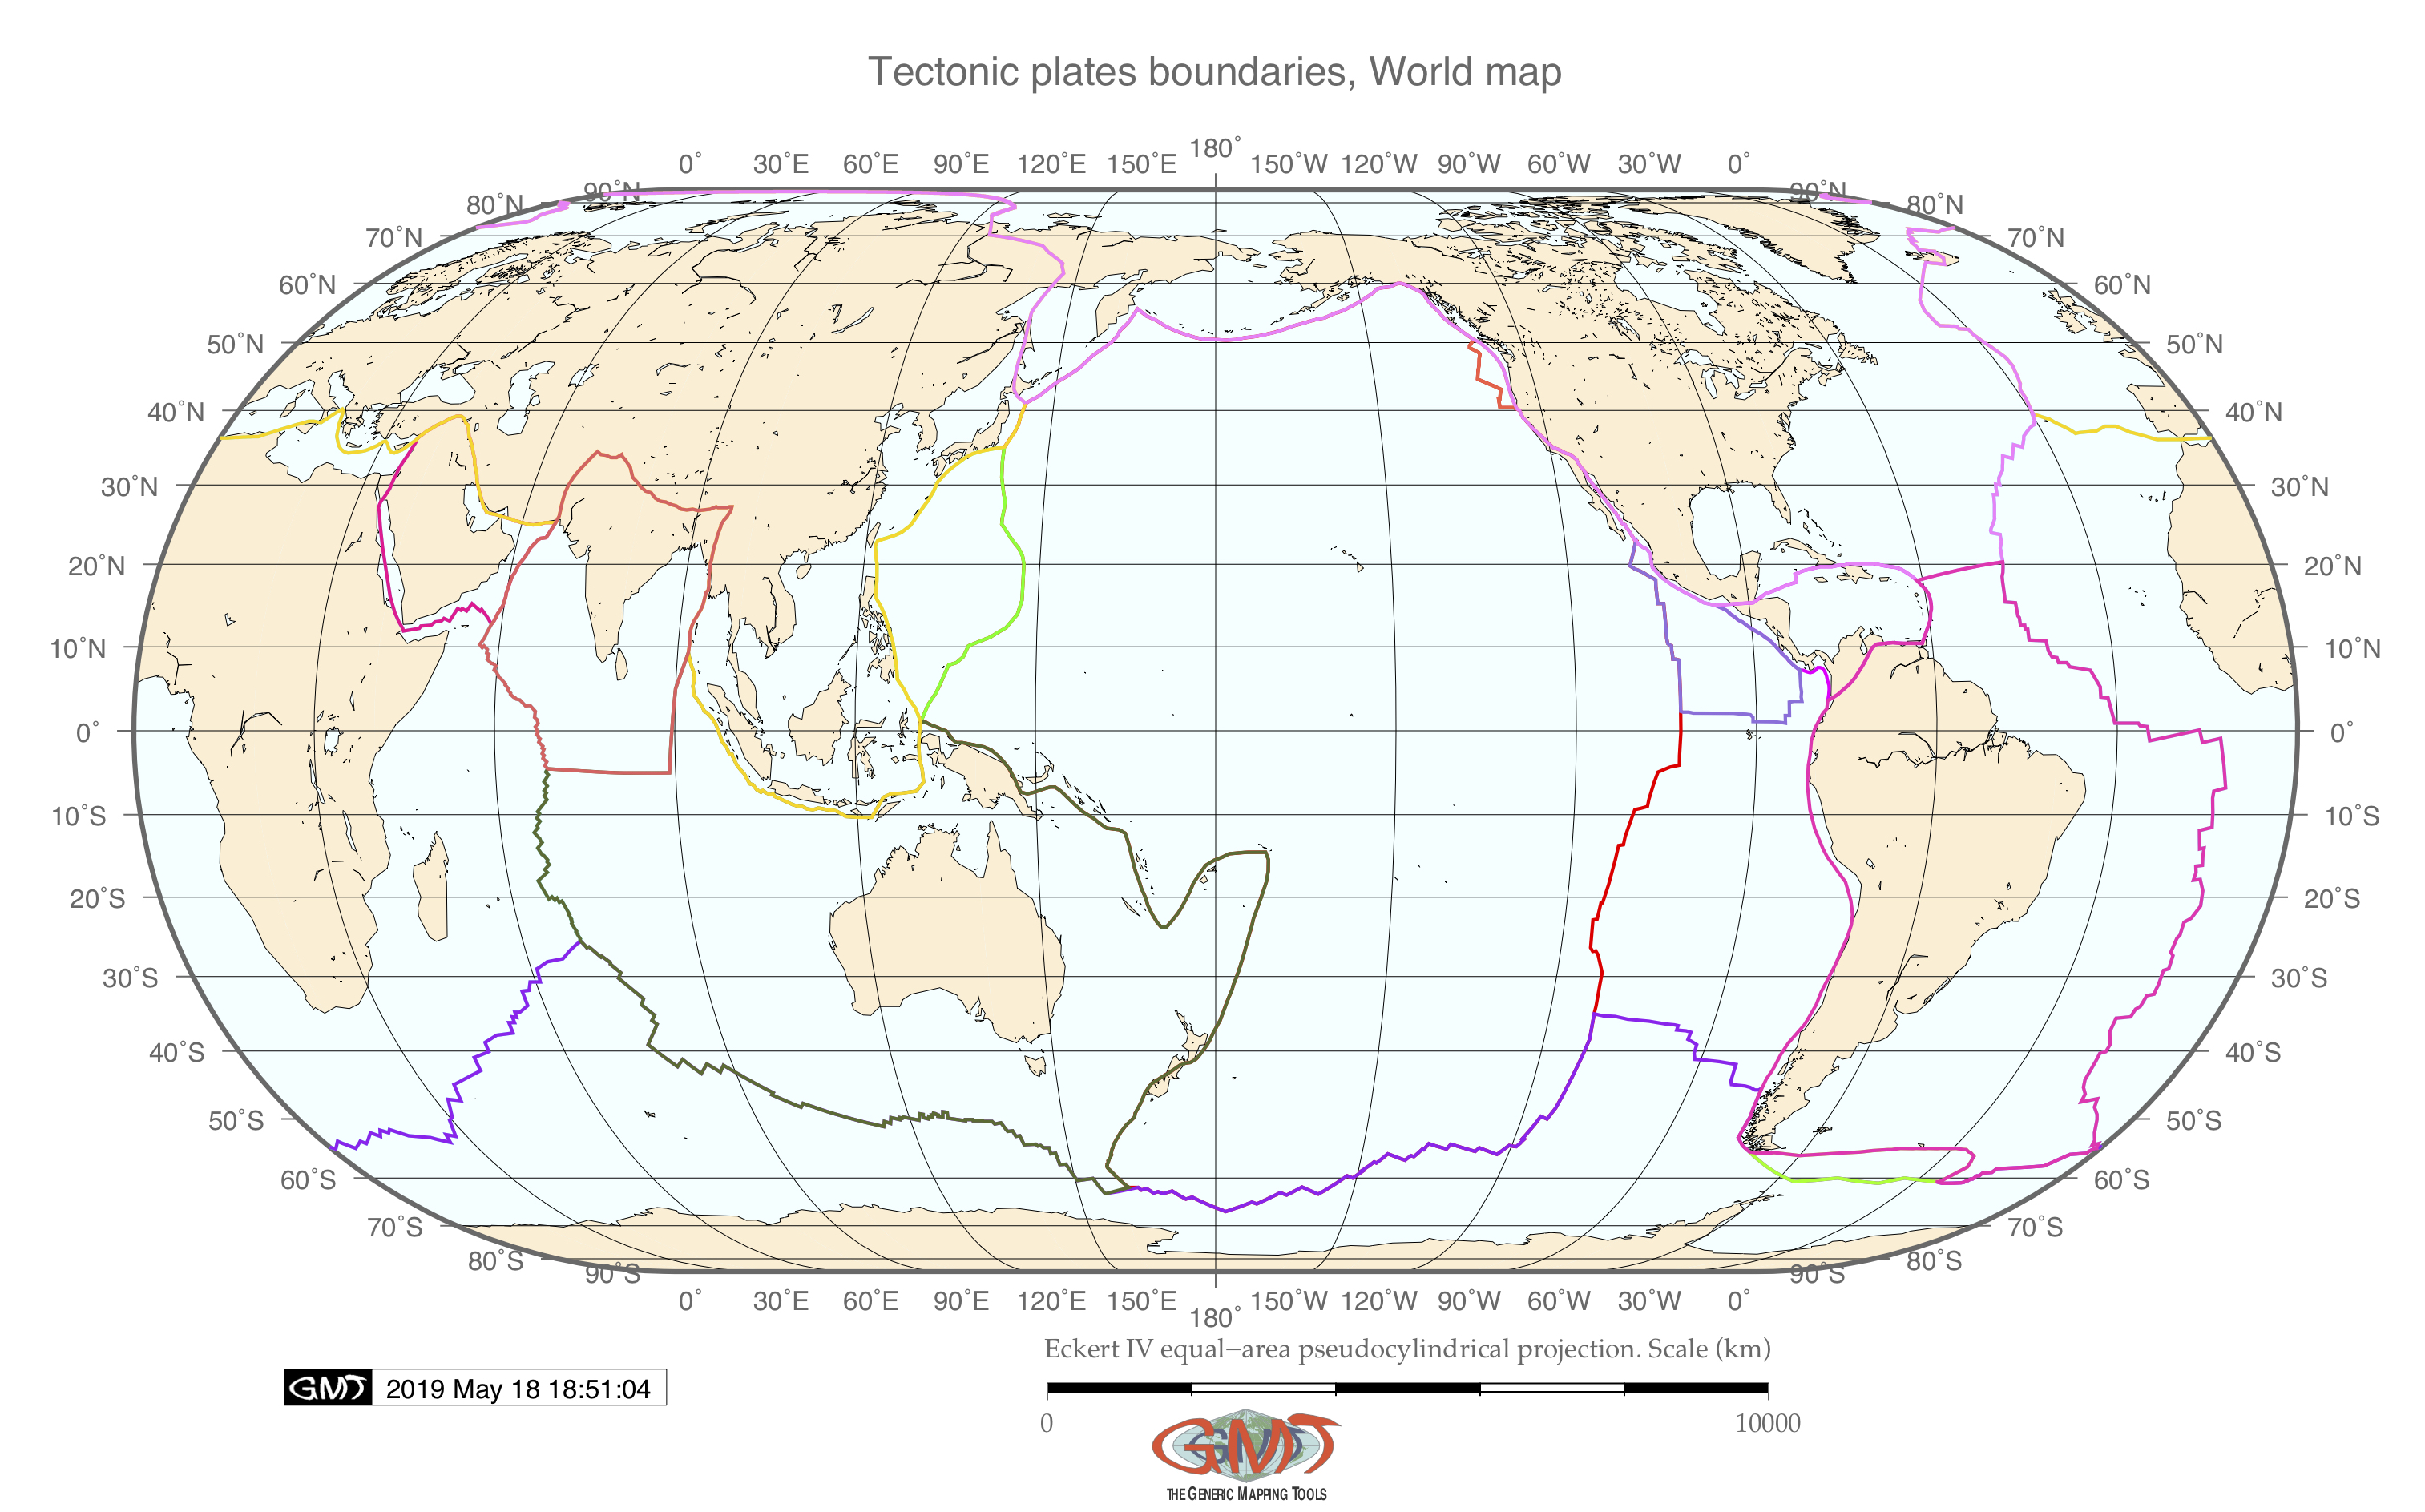 Tectonic plates boundaries, World map
0° 30°E 60°E 90°E 120°E 150°E 180° 150°W 120°W 90°W 60°W 30°W 0°
90°N 90°N
80°N 80°N
70°N 70°N
60°N 60°N
50°N 50°N
40°N 40°N
30°N 30°N
20°N 20°N
10°N 10°N
0° 0°
10°S 10°S
20°S 20°S
30°S 30°S
40°S 40°S
50°S 50°S
60°S 60°S
70°S 70°S
80°S 80°S
90°S 90°S
0° 30°E 60°E 90°E 120°E 150°E 180° 150°W 120°W 90°W 60°W 30°W 0°
Eckert IV equal−area pseudocylindrical projection. Scale (km)
GMT 2019 May 18 18:51:04
0 10000
GMT
THE GENERIC MAPPING TOOLS